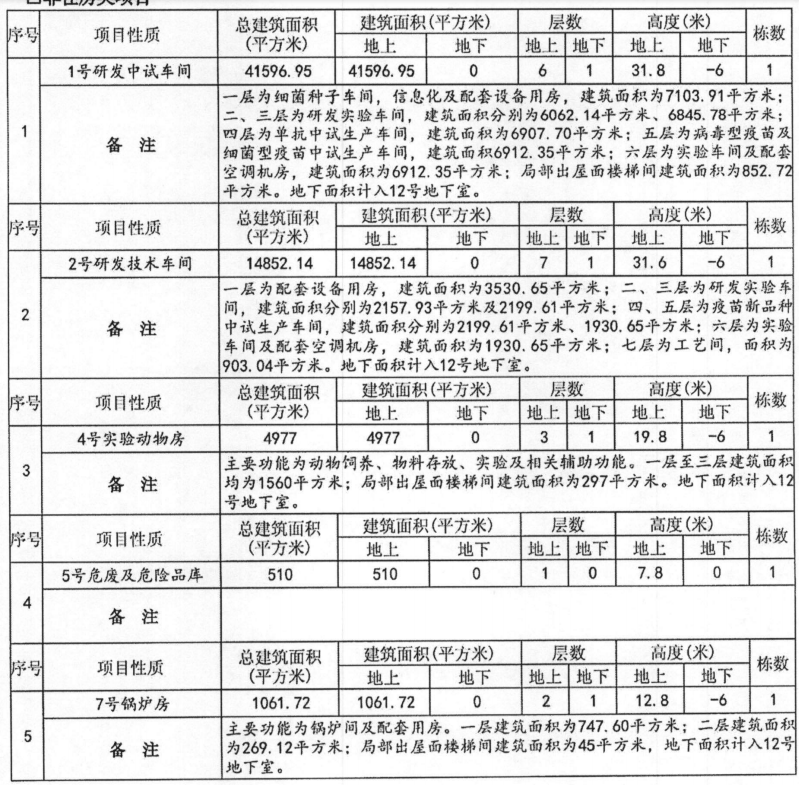 序号 项目性质 总建筑面积(平方米) 建筑面积(平方米) 层数 高度(米) 栋数
地上 地下 地上 地下 地上 地下
1 1号研发中试车间 41596.95 41596.95 0 6 1 31.8 -6 1
备 注
一层为细菌种子车间，信息化及配套设备用房，建筑面积为7103.91平方米；
二、三层为研发实验车间，建筑面积分别为6062.14平方米、6845.78平方米；
四层为单抗中试生产车间，建筑面积6907.70平方米；五层为病毒型疫苗及
细菌型疫苗中试生产车间，建筑面积6912.35平方米；六层为实验车间及配套
空调机房，建筑面积为6912.35平方米；局部出屋面楼梯间建筑面积为852.72
平方米。地下面积计入12号地下室。
序号 项目性质 总建筑面积(平方米) 建筑面积(平方米) 层数 高度(米) 栋数
地上 地下 地上 地下 地上 地下
2 2号研发技术车间 14852.14 14852.14 0 7 1 31.6 -6 1
备 注
一层为配套设备用房，建筑面积为3530.65平方米；二、三层为研发实验车
间，建筑面积分别为2157.93平方米及2199.61平方米；四、五层为疫苗新品种
中试生产车间，建筑面积分别为2199.61平方米、1930.65平方米；六层为实验
车间及配套空调机房，建筑面积为1930.65平方米；七层为工艺间，面积为
903.04平方米。地下面积计入12号地下室。
序号 项目性质 总建筑面积(平方米) 建筑面积(平方米) 层数 高度(米) 栋数
地上 地下 地上 地下 地上 地下
3 4号实验动物房 4977 4977 0 3 1 19.8 -6 1
备 注
主要功能为动物饲养、物料存放、实验及相关辅助功能。一层至三层建筑面积
均为1560平方米；局部出屋面楼梯间建筑面积为297平方米。地下面积计入12
号地下室。
序号 项目性质 总建筑面积(平方米) 建筑面积(平方米) 层数 高度(米) 栋数
地上 地下 地上 地下 地上 地下
4 5号危废及危险品库 510 510 0 1 0 7.8 0 1
备 注
序号 项目性质 总建筑面积(平方米) 建筑面积(平方米) 层数 高度(米) 栋数
地上 地下 地上 地下 地上 地下
5 7号锅炉房 1061.72 1061.72 0 2 1 12.8 -6 1
备 注
主要功能为锅炉间及配套用房。一层建筑面积为747.60平方米；二层建筑面积
为269.12平方米；局部出屋面楼梯间建筑面积为45平方米，地下面积计入12号
地下室。